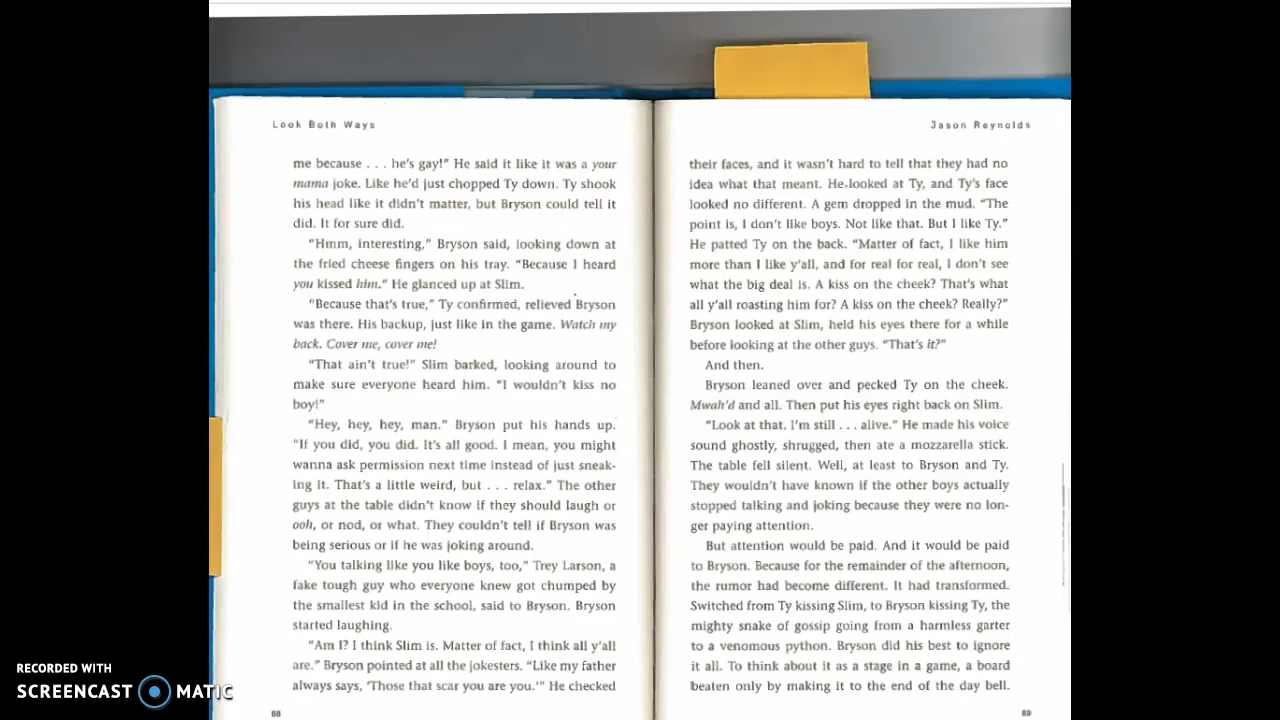 Look Both Ways
me because . . . he's gay!" He said it like it was a your
mama joke. Like he'd just chopped Ty down. Ty shook
his head like it didn't matter, but Bryson could tell it
did. It for sure did.
"Hmm, interesting," Bryson said, looking down at
the fried cheese fingers on his tray. "Because I heard
you kissed him." He glanced up at Slim.
"Because that's true," Ty confirmed, relieved Bryson
was there. His backup, just like in the game. Watch my
back. Cover me, cover me!
"That ain't true!" Slim barked, looking around to
make sure everyone heard him. "I wouldn't kiss no
boy!"
"Hey, hey, hey, man." Bryson put his hands up.
"If you did, you did. It's all good. I mean, you might
wanna ask permission next time instead of just sneak-
ing it. That's a little weird, but . . . relax." The other
guys at the table didn't know if they should laugh or
ooh, or nod, or what. They couldn't tell if Bryson was
being serious or if he was joking around.
"You talking like you like boys, too," Trey Larson, a
fake tough guy who everyone knew got chumped by
the smallest kid in the school, said to Bryson. Bryson
started laughing.
"Am I? I think Slim is. Matter of fact, I think all y'all
are." Bryson pointed at all the jokesters. "Like my father
always says, 'Those that scar you are you.'" He checked
68
Jason Reynolds
their faces, and it wasn't hard to tell that they had no
idea what that meant. He looked at Ty, and Ty's face
looked no different. A gem dropped in the mud. "The
point is, I don't like boys. Not like that. But I like Ty."
He patted Ty on the back. "Matter of fact, I like him
more than I like y'all, and for real for real, I don't see
what the big deal is. A kiss on the cheek? That's what
all y'all roasting him for? A kiss on the cheek? Really?"
Bryson looked at Slim, held his eyes there for a while
before looking at the other guys. "That's it?"
And then.
Bryson leaned over and pecked Ty on the cheek.
Mwah'd and all. Then put his eyes right back on Slim.
"Look at that. I'm still . . . alive." He made his voice
sound ghostly, shrugged, then ate a mozzarella stick.
The table fell silent. Well, at least to Bryson and Ty.
They wouldn't have known if the other boys actually
stopped talking and joking because they were no lon-
ger paying attention.
But attention would be paid. And it would be paid
to Bryson. Because for the remainder of the afternoon,
the rumor had become different. It had transformed.
Switched from Ty kissing Slim, to Bryson kissing Ty, the
mighty snake of gossip going from a harmless garter
to a venomous python. Bryson did his best to ignore
it all. To think about it as a stage in a game, a board
beaten only by making it to the end of the day bell.
69
RECORDED WITH
SCREENCAST MATIC